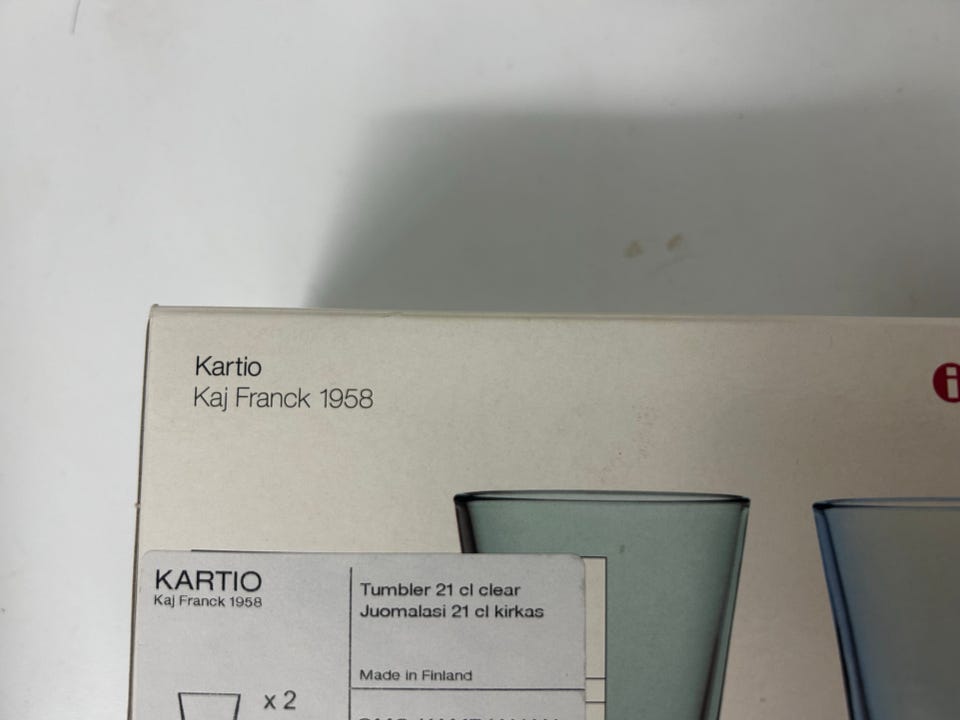 Kartio
Kaj Franck 1958
i
KARTIO
Kaj Franck 1958
x 2
Tumbler 21 cl clear
Juomalasi 21 cl kirkas
Made in Finland